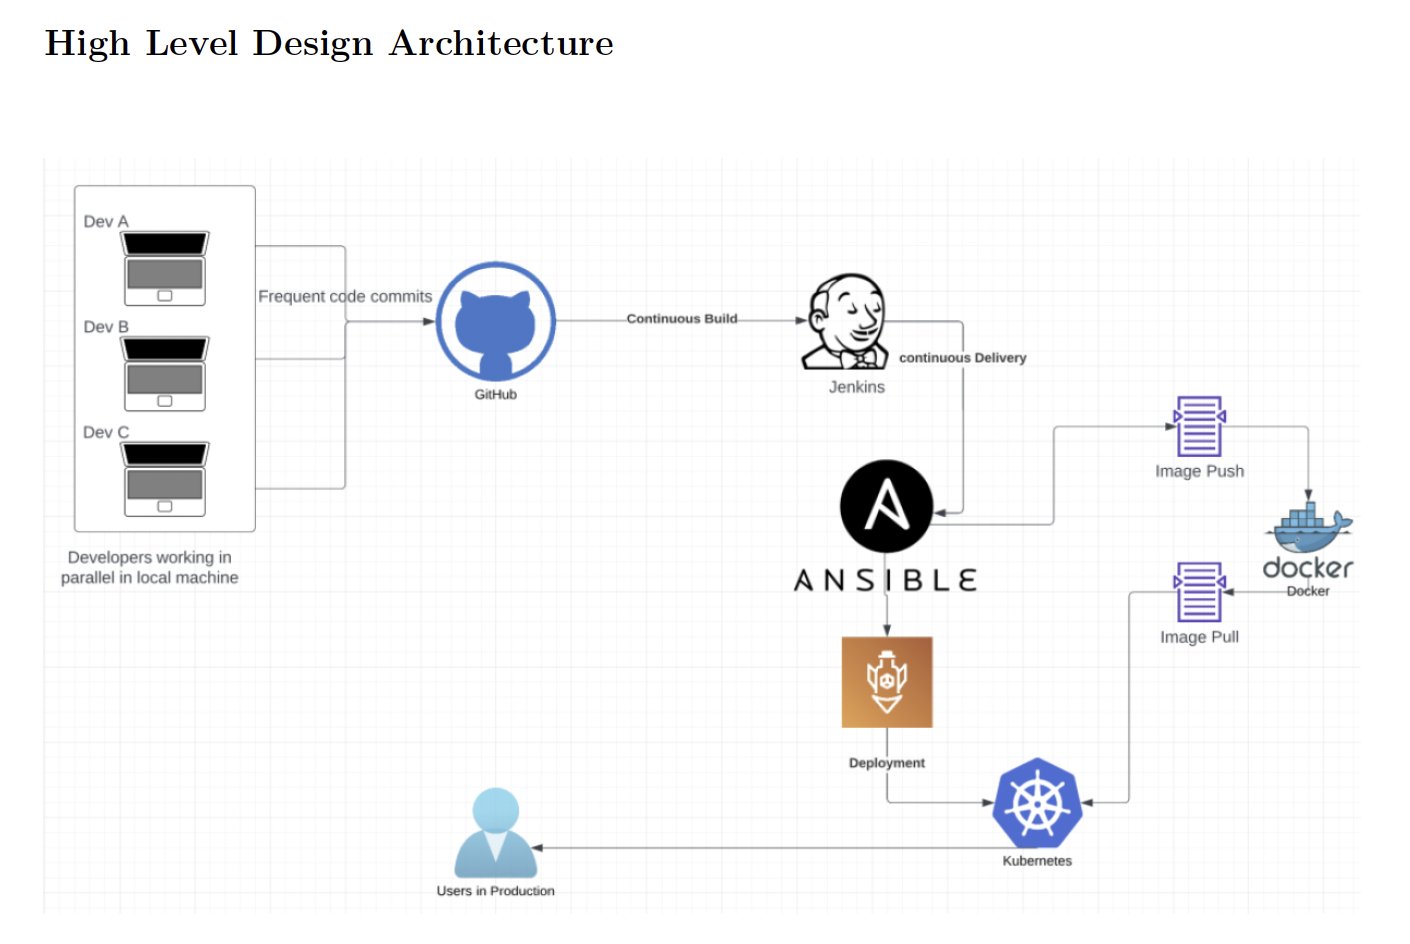 High Level Design Architecture
Dev A
Frequent code commits
Dev B
Dev C
Developers working in
parallel in local machine
GitHub
Continuous Build
Jenkins
continuous Delivery
ANSIBLE
Image Push
docker
Docker
Image Pull
Deployment
Kubernetes
Users in Production